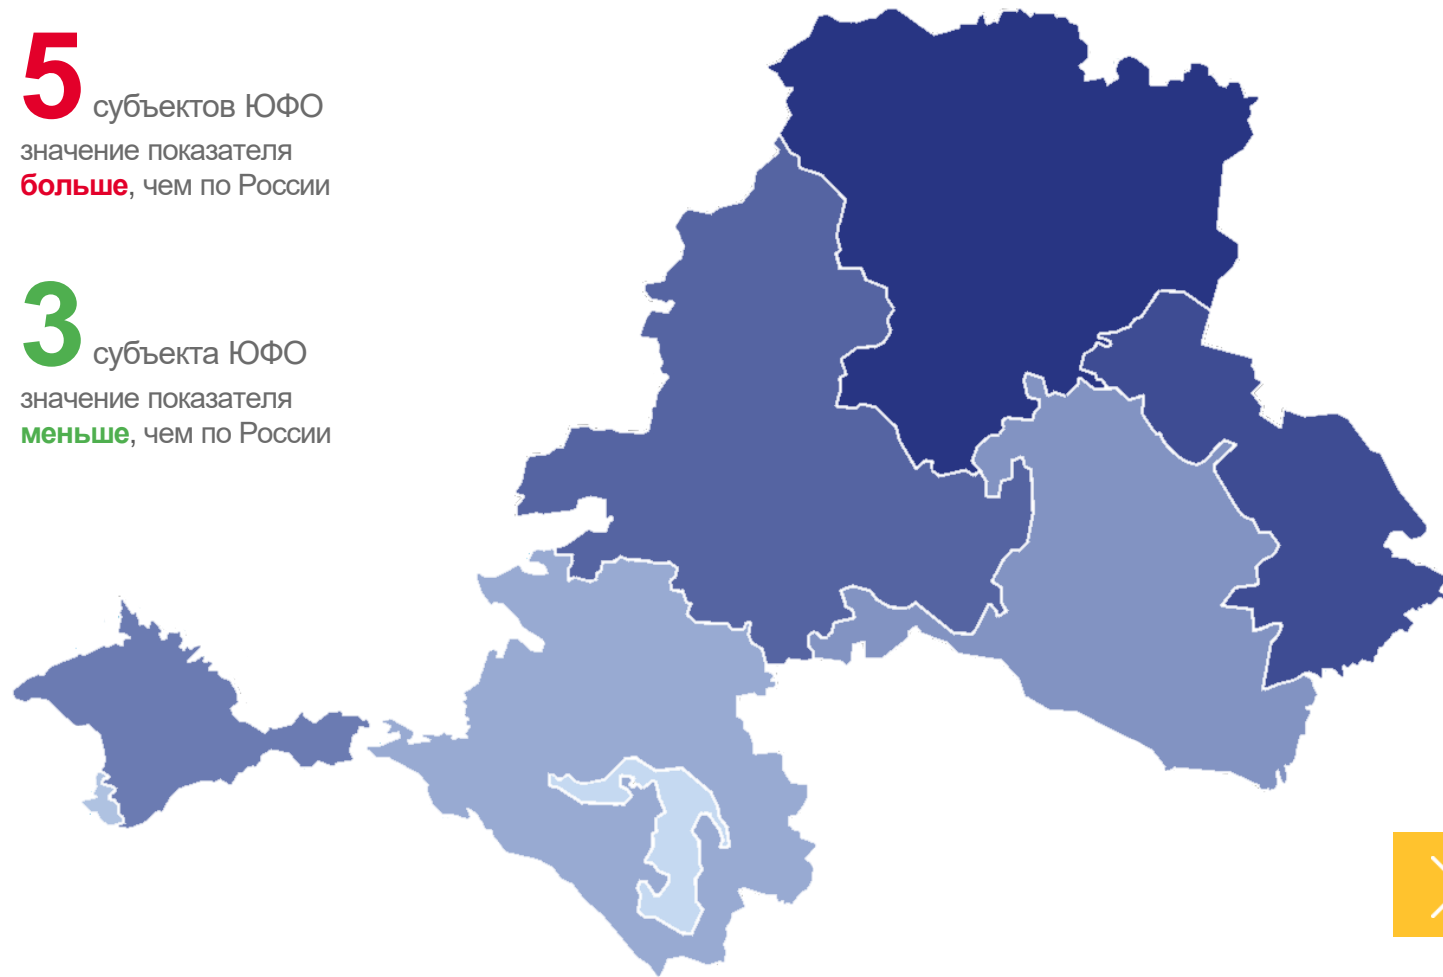 5 субъектов ЮФО
значение показателя
больше, чем по России
3 субъекта ЮФО
значение показателя
меньше, чем по России